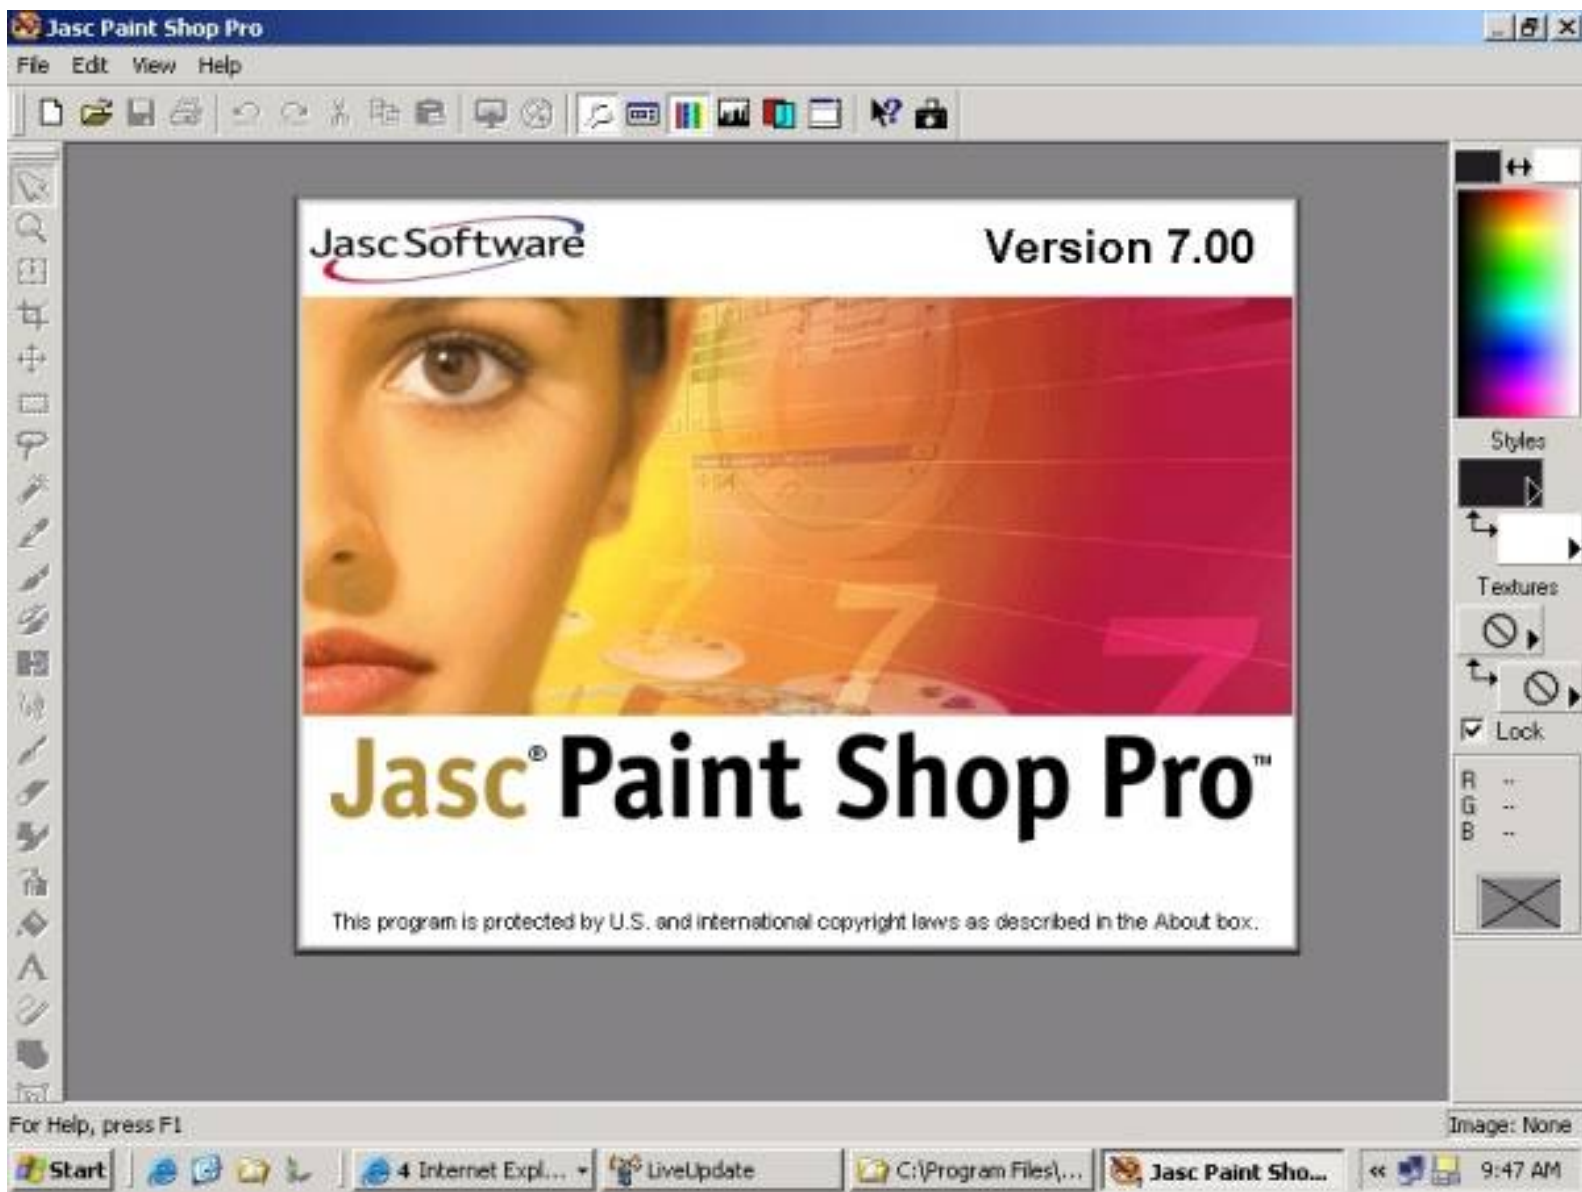 Jasc Paint Shop Pro
File Edit View Help
Jasc Software
Version 7.00
7
7
Jasc® Paint Shop Pro™
This program is protected by U.S. and international copyright laws as described in the About box.
Styles
Textures
Lock
R --
G --
B --
For Help, press F1
Image: None
Start
4 Internet Expl...
LiveUpdate
C:\Program Files\,...
Jasc Paint Sho...
« 9:47 AM